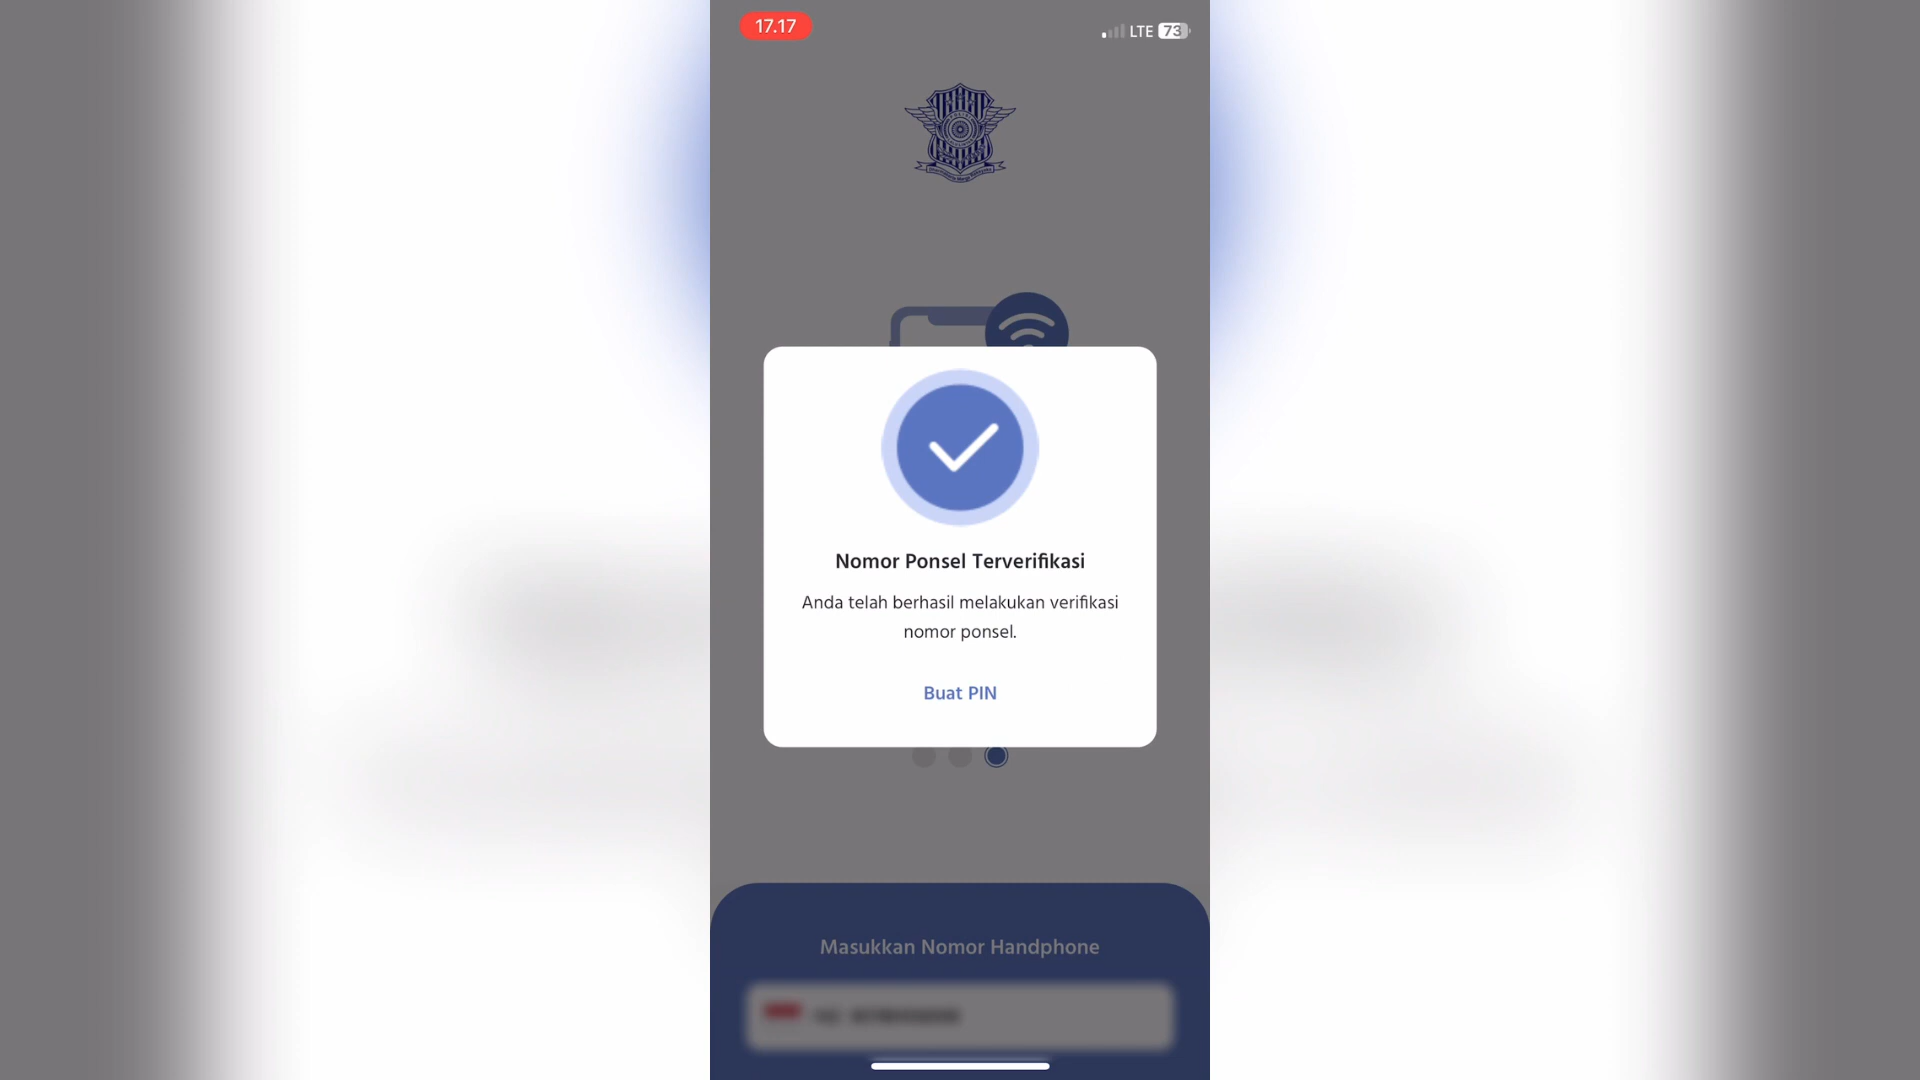 17.17
LTE 73
Nomor Ponsel Terverifikasi
Anda telah berhasil melakukan verifikasi
nomor ponsel.
Buat PIN
Masukkan Nomor Handphone